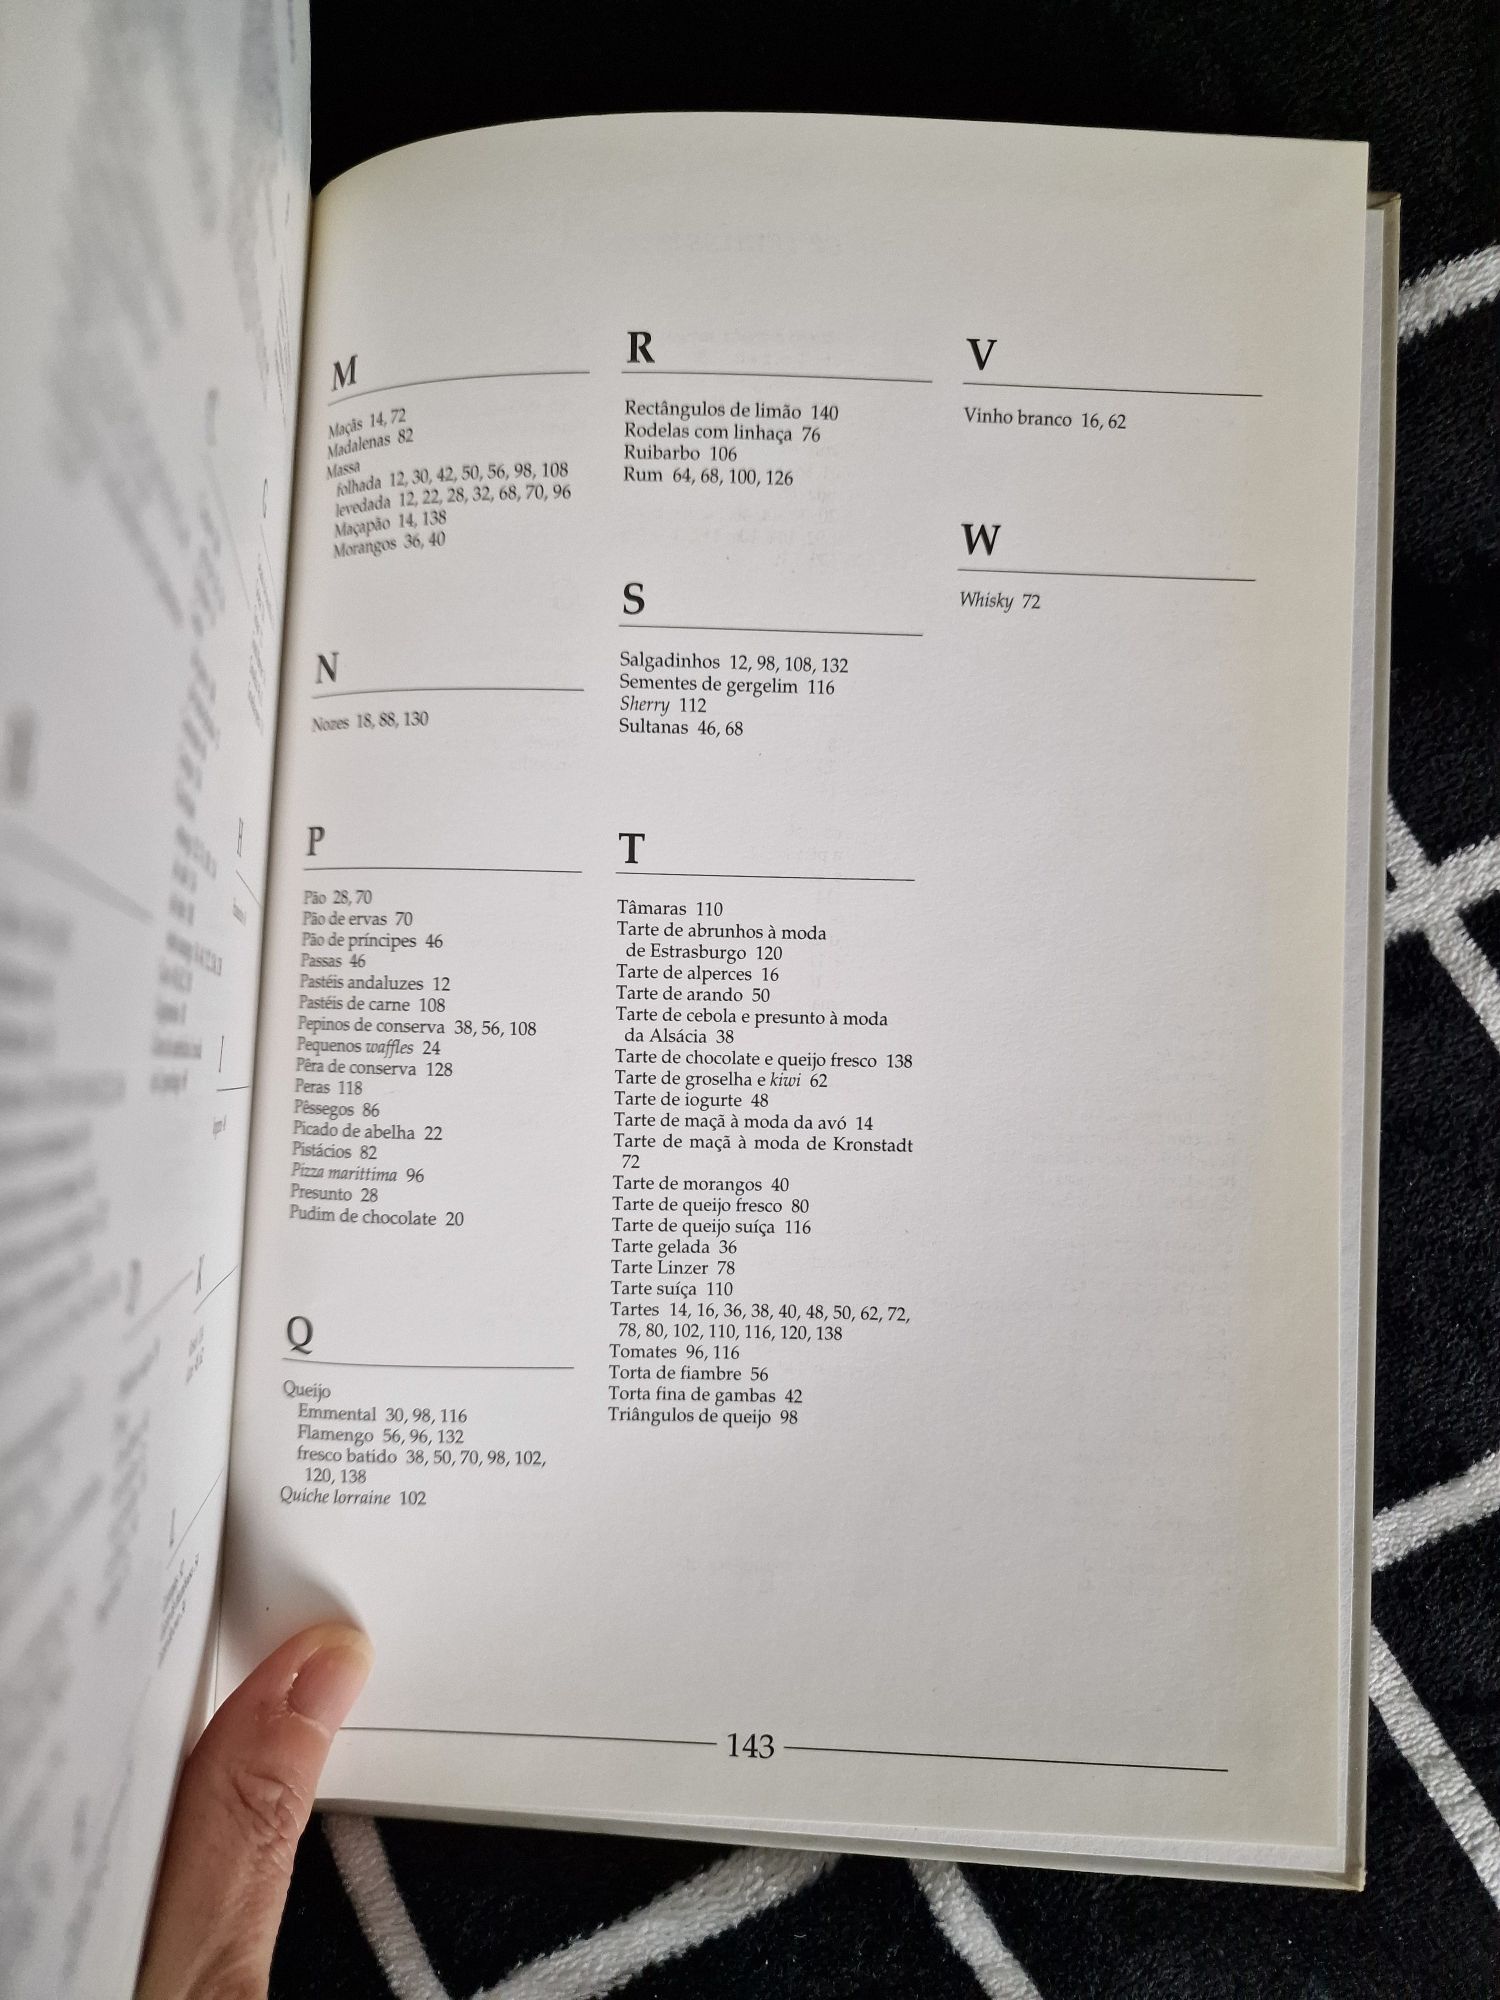 M
Maçãs 14, 72
Madalenas 82
Massa
folhada 12, 30, 42, 50, 56, 98, 108
levedada 12, 22, 28, 32, 68, 70, 96
Maçapão 14, 138
Morangos 36, 40
N
Nozes 18, 88, 130
P
Pão 28, 70
Pão de ervas 70
Pão de príncipes 46
Passas 46
Pastéis andaluzes 12
Pastéis de carne 108
Pepinos de conserva 38, 56, 108
Pequenos waffles 24
Pêra de conserva 128
Peras 118
Pêssegos 86
Picado de abelha 22
Pistácios 82
Pizza marittima 96
Presunto 28
Pudim de chocolate 20
Q
Queijo
Emmental 30, 98, 116
Flamengo 56, 96, 132
fresco batido 38, 50, 70, 98, 102,
120, 138
Quiche lorraine 102
R
Rectângulos de limão 140
Rodelas com linhaça 76
Ruibarbo 106
Rum 64, 68, 100, 126
S
Salgadinhos 12, 98, 108, 132
Sementes de gergelim 116
Sherry 112
Sultanas 46, 68
T
Tâmaras 110
Tarte de abrunhos à moda
de Estrasburgo 120
Tarte de alperces 16
Tarte de arando 50
Tarte de cebola e presunto à moda
da Alsácia 38
Tarte de chocolate e queijo fresco 138
Tarte de groselha e kiwi 62
Tarte de iogurte 48
Tarte de maçã à moda da avó 14
Tarte de maçã à moda de Kronstadt
72
Tarte de morangos 40
Tarte de queijo fresco 80
Tarte de queijo suíça 116
Tarte gelada 36
Tarte Linzer 78
Tarte suíça 110
Tartes 14, 16, 36, 38, 40, 48, 50, 62, 72,
78, 80, 102, 110, 116, 120, 138
Tomates 96, 116
Torta de fiambre 56
Torta fina de gambas 42
Triângulos de queijo 98
V
Vinho branco 16, 62
W
Whisky 72
143